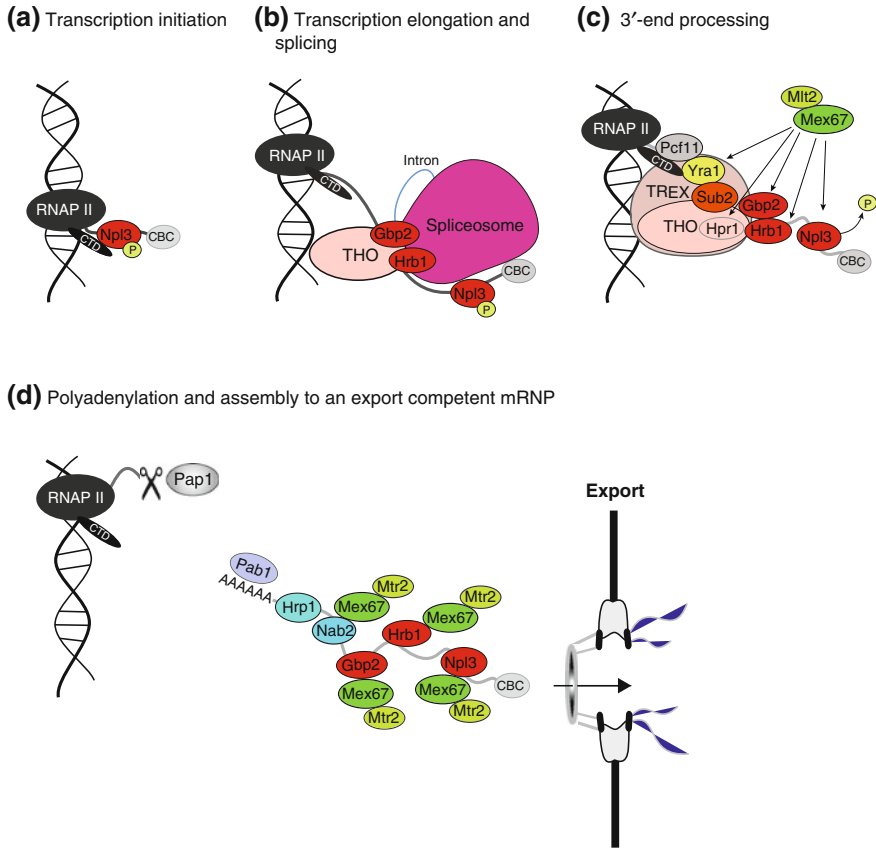 (a) Transcription initiation
RNAP II
CTD
Npl3
P
CBC
(b) Transcription elongation and
splicing
RNAP II
CTD
Intron
Spliceosome
Gbp2
THO
Hrb1
CBC
Npl3
P
(c) 3′-end processing
Mlt2
Mex67
RNAP II
Pcf11
CTD
Yra1
TREX
Sub2
Gbp2
P
THO
Hpr1
Hrb1
Npl3
CBC
(d) Polyadenylation and assembly to an export competent mRNP
RNAP II
Pap1
CTD
Export
Pab1
AAAAAA
Hrp1
Mex67
Mtr2
Nab2
Hrb1
Mex67
Mtr2
Gbp2
Npl3
Mex67
Mex67
CBC
Mtr2
Mtr2